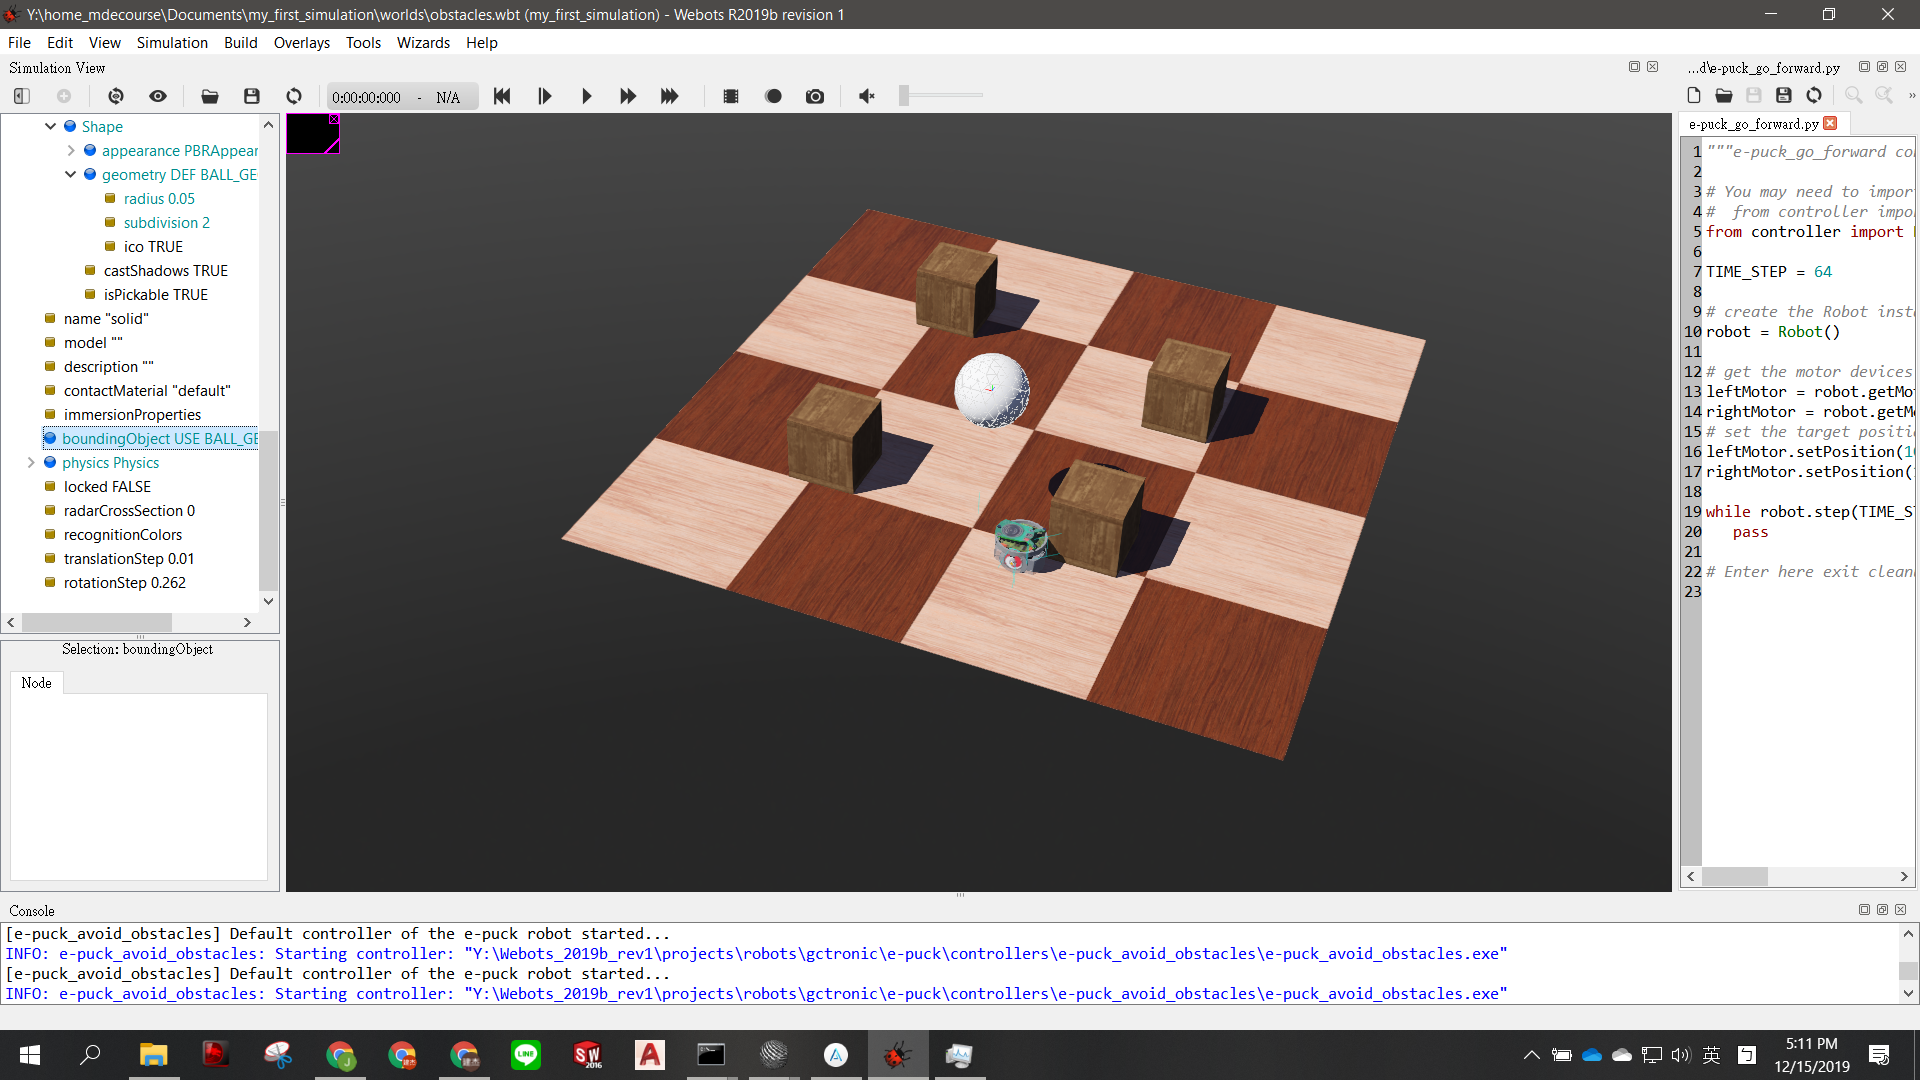 Y:\home_mdecourse\Documents\my_first_simulation\worlds\obstacles.wbt (my_first_simulation) - Webots R2019b revision 1
File Edit View Simulation Build Overlays Tools Wizards Help
Simulation View
0:00:00:000 - N/A
Shape
appearance PBRAppear
geometry DEF BALL_GE
radius 0.05
subdivision 2
ico TRUE
castShadows TRUE
isPickable TRUE
name "solid"
model ""
description ""
contactMaterial "default"
immersionProperties
boundingObject USE BALL_GE
physics Physics
locked FALSE
radarCrossSection 0
recognitionColors
translationStep 0.01
rotationStep 0.262
Selection: boundingObject
Node
...d\e-puck_go_forward.py
e-puck_go_forward.py
1 """e-puck_go_forward co
2
3 # You may need to impor
4 # from controller impo
5 from controller import
6
7 TIME_STEP = 64
8
9 # create the Robot inst
10 robot = Robot()
11
12 # get the motor devices
13 leftMotor = robot.getMo
14 rightMotor = robot.getM
15 # set the target positi
16 leftMotor.setPosition(1
17 rightMotor.setPosition(
18
19 while robot.step(TIME_S
20 pass
21
22 # Enter here exit clean
23
Console
[e-puck_avoid_obstacles] Default controller of the e-puck robot started...
INFO: e-puck_avoid_obstacles: Starting controller: "Y:\Webots_2019b_rev1\projects\robots\gctronic\e-puck\controllers\e-puck_avoid_obstacles\e-puck_avoid_obstacles.exe"
[e-puck_avoid_obstacles] Default controller of the e-puck robot started...
INFO: e-puck_avoid_obstacles: Starting controller: "Y:\Webots_2019b_rev1\projects\robots\gctronic\e-puck\controllers\e-puck_avoid_obstacles\e-puck_avoid_obstacles.exe"
LINE
SW
2016
英
5:11 PM
12/15/2019